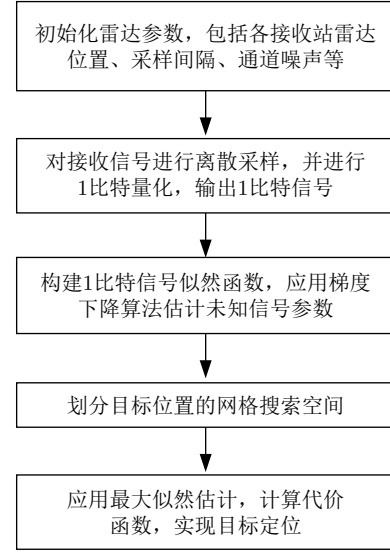 初始化雷达参数，包括各接收站雷达
位置、采样间隔、通道噪声等
对接收信号进行离散采样，并进行
1比特量化，输出1比特信号
构建1比特信号似然函数，应用梯度
下降算法估计未知信号参数
划分目标位置的网格搜索空间
应用最大似然估计，计算代价
函数，实现目标定位